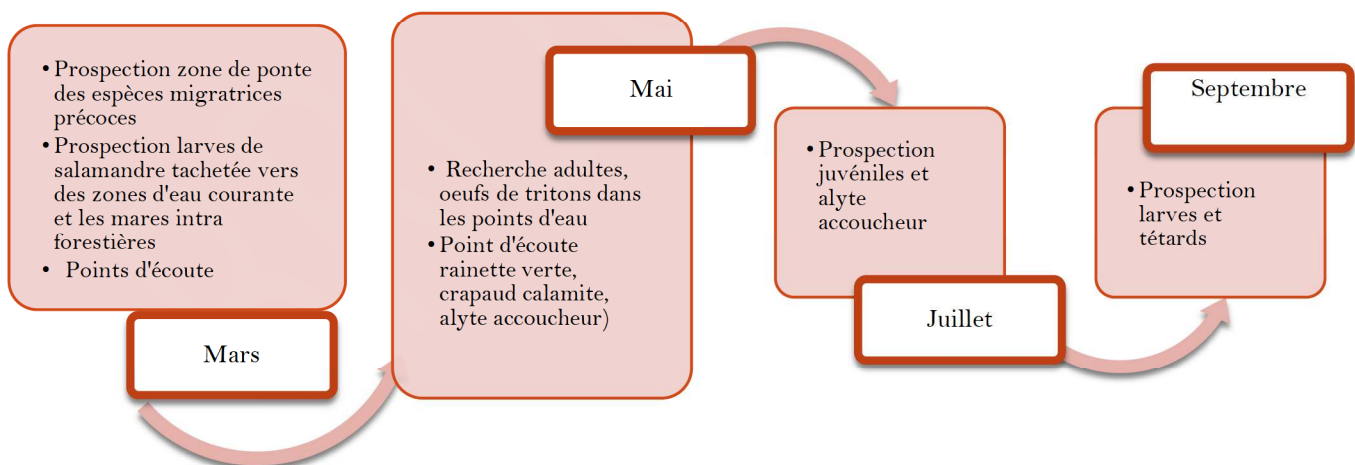 • Prospection zone de ponte
des espèces migratrices
précoces
• Prospection larves de
salamandre tachetée vers
des zones d'eau courante
et les mares intra
forestières
• Points d'écoute
Mars
Mai
• Recherche adultes,
oeufs de tritons dans
les points d'eau
• Point d'écoute
rainette verte,
crapaud calamite,
alyte accoucheur)
• Prospection
juvéniles et
alyte
accoucheur
Juillet
Septembre
• Prospection
larves et
tétards